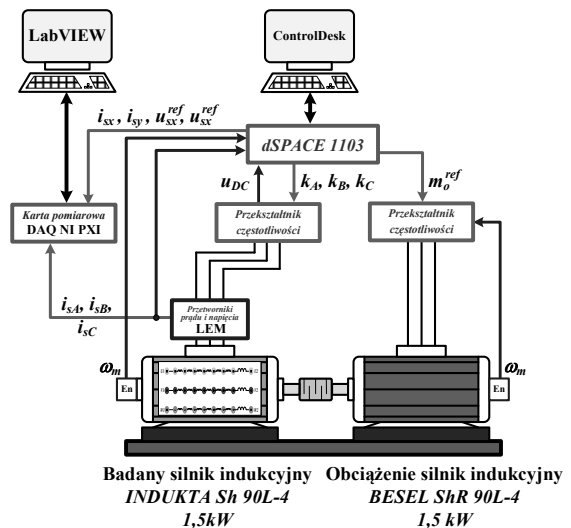 LabVIEW
ControlDesk
i_sx, i_sy, u_sx^ref, u_sx^ref
dSPACE 1103
u_DC
k_A, k_B, k_C
m_o^ref
Karta pomiarowa
DAQ NI PXI
Przekształtnik
częstotliwości
Przekształtnik
częstotliwości
i_sA, i_sB,
i_sC
Przetworniki
prądu i napięcia
LEM
ω_m
ω_m
En
En
Badany silnik indukcyjny
INDUKTA Sh 90L-4
1,5kW
Obciążenie silnik indukcyjny
BESEL ShR 90L-4
1,5 kW